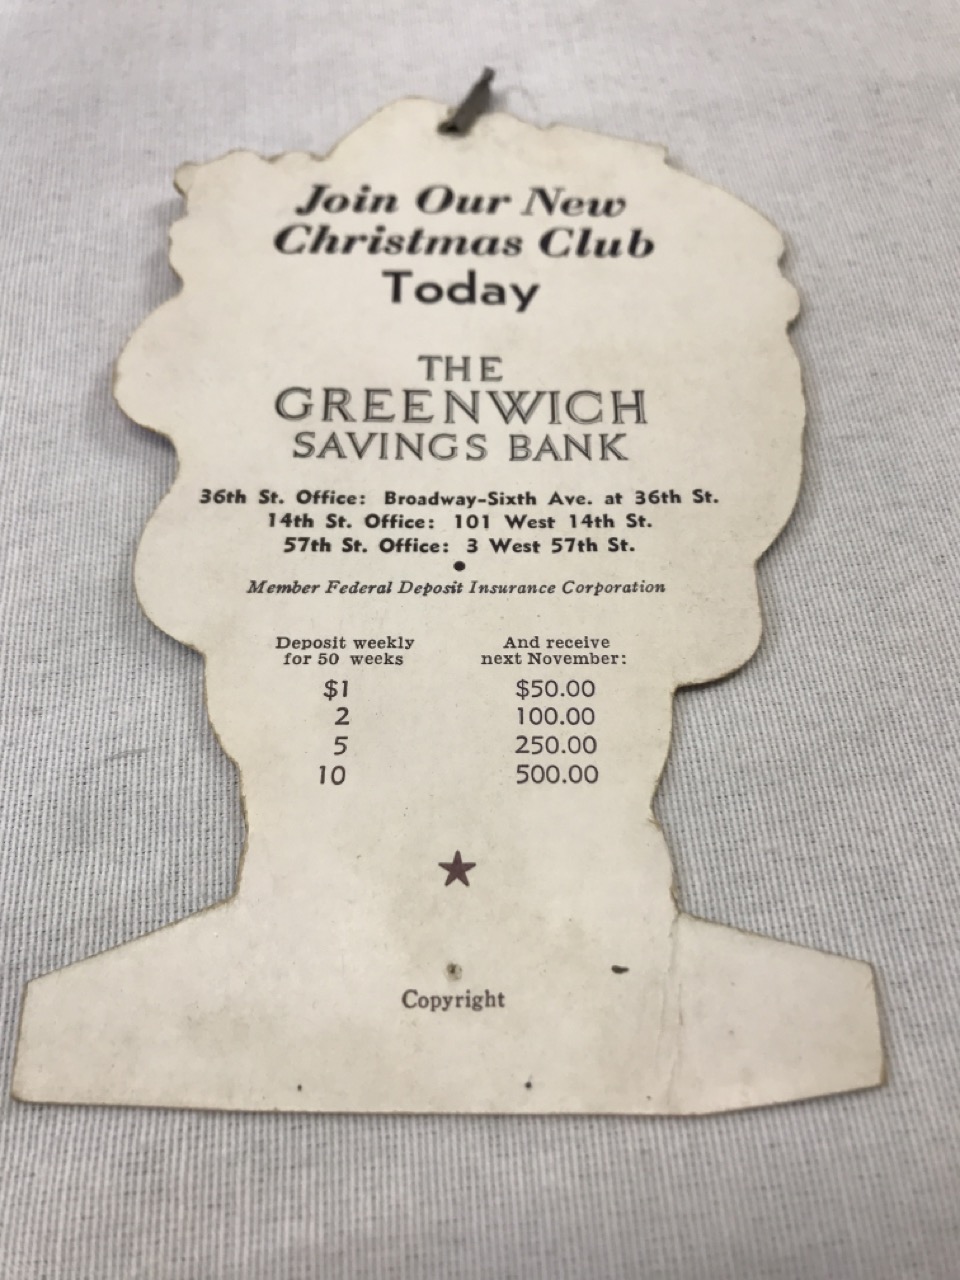 Join Our New
Christmas Club
Today
THE
GREENWICH
SAVINGS BANK
36th St. Office: Broadway-Sixth Ave. at 36th St.
14th St. Office: 101 West 14th St.
57th St. Office: 3 West 57th St.
•
Member Federal Deposit Insurance Corporation
Deposit weekly And receive
for 50 weeks next November:
$1 $50.00
2 100.00
5 250.00
10 500.00
★
Copyright